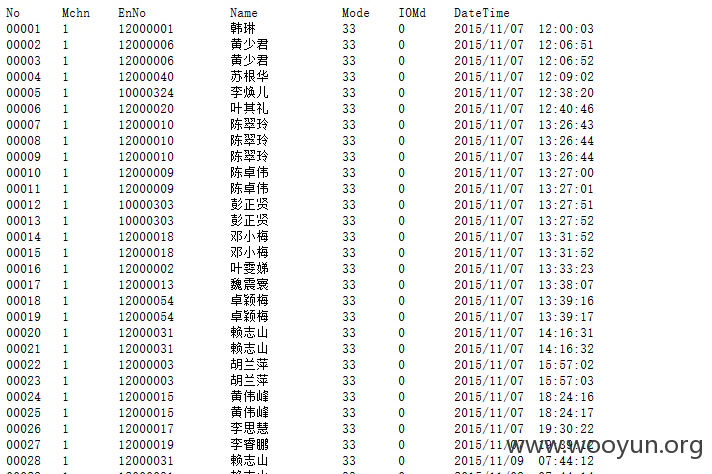 No Mchn EnNo Name Mode IOMd DateTime
00001 1 12000001 韩琳 33 0 2015/11/07 12:00:03
00002 1 12000006 黄少君 33 0 2015/11/07 12:06:51
00003 1 12000006 黄少君 33 0 2015/11/07 12:06:52
00004 1 12000040 苏根华 33 0 2015/11/07 12:09:02
00005 1 10000324 李焕儿 33 0 2015/11/07 12:38:20
00006 1 12000020 叶其礼 33 0 2015/11/07 12:40:46
00007 1 12000010 陈翠玲 33 0 2015/11/07 13:26:43
00008 1 12000010 陈翠玲 33 0 2015/11/07 13:26:44
00009 1 12000010 陈翠玲 33 0 2015/11/07 13:26:44
00010 1 12000009 陈卓伟 33 0 2015/11/07 13:27:00
00011 1 12000009 陈卓伟 33 0 2015/11/07 13:27:01
00012 1 10000303 彭正贤 33 0 2015/11/07 13:27:51
00013 1 10000303 彭正贤 33 0 2015/11/07 13:27:52
00014 1 12000018 邓小梅 33 0 2015/11/07 13:31:52
00015 1 12000018 邓小梅 33 0 2015/11/07 13:31:52
00016 1 12000002 叶雯娣 33 0 2015/11/07 13:33:23
00017 1 12000013 魏震寰 33 0 2015/11/07 13:38:07
00018 1 12000054 卓颖梅 33 0 2015/11/07 13:39:16
00019 1 12000054 卓颖梅 33 0 2015/11/07 13:39:17
00020 1 12000031 赖志山 33 0 2015/11/07 14:16:31
00021 1 12000031 赖志山 33 0 2015/11/07 14:16:32
00022 1 12000003 胡兰萍 33 0 2015/11/07 15:57:02
00023 1 12000003 胡兰萍 33 0 2015/11/07 15:57:03
00024 1 12000015 黄伟峰 33 0 2015/11/07 18:24:16
00025 1 12000015 黄伟峰 33 0 2015/11/07 18:24:17
00026 1 12000017 李思慧 33 0 2015/11/07 19:30:22
00027 1 12000019 李睿鹏 33 0 2015/11/07
www.wooyun.org
00028 1 12000031 赖志山 33 0 2015/11/09 07:44:12